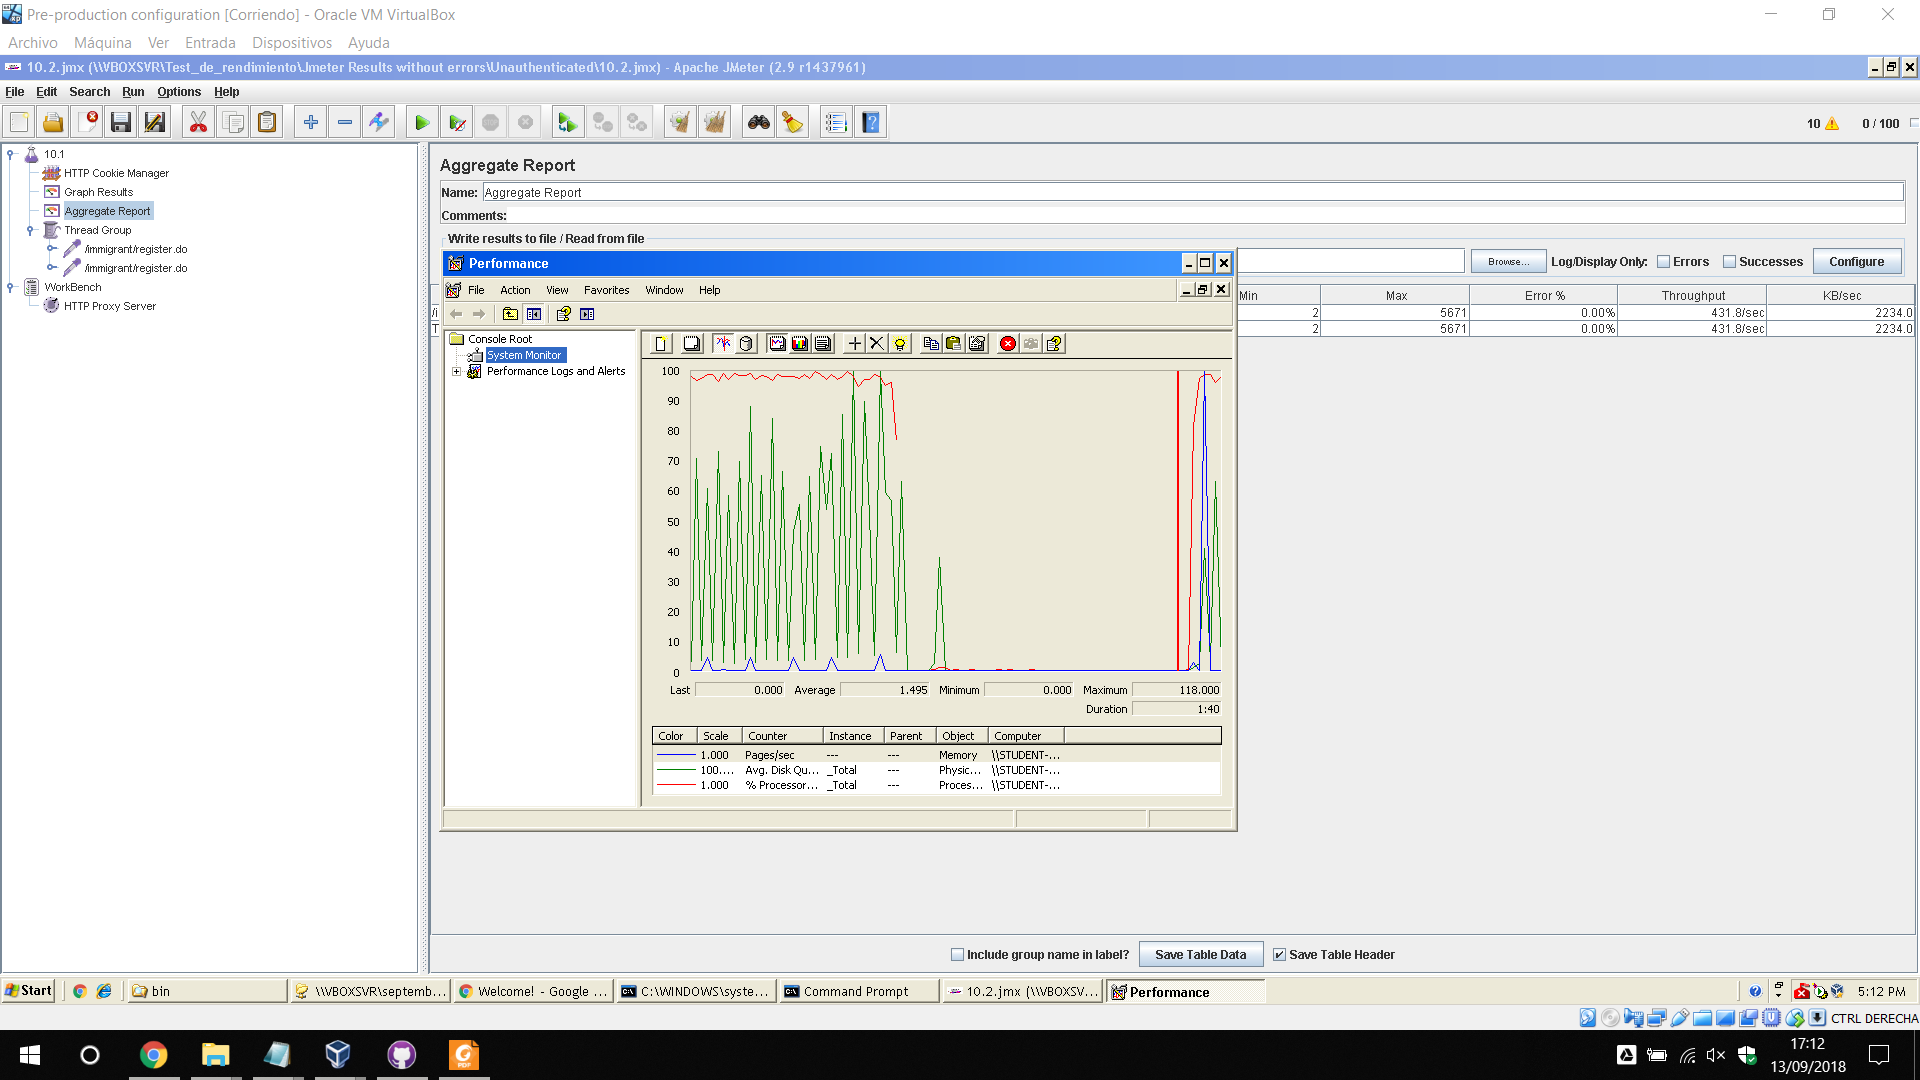 Pre-production configuration [Corriendo] - Oracle VM VirtualBox
Archivo Máquina Ver Entrada Dispositivos Ayuda
10.2.jmx (\\VBOXSVR\Test_de_rendimiento\Jmeter Results without errors\Unauthenticated\10.2.jmx) - Apache JMeter (2.9 r1437961)
File Edit Search Run Options Help
10 0 / 100
10.1
HTTP Cookie Manager
Graph Results
Aggregate Report
Thread Group
/immigrant/register.do
/immigrant/register.do
WorkBench
HTTP Proxy Server
Aggregate Report
Name: Aggregate Report
Comments:
Write results to file / Read from file
Browse... Log/Display Only: Errors Successes Configure
Min Max Error % Throughput KB/sec
/i 2 5671 0.00% 431.8/sec 2234.0
T 2 5671 0.00% 431.8/sec 2234.0
Performance
File Action View Favorites Window Help
Console Root
System Monitor
Performance Logs and Alerts
100
90
80
70
60
50
40
30
20
10
0
Last 0.000 Average 1.495 Minimum 0.000 Maximum 118.000
Duration 1:40
Color Scale Counter Instance Parent Object Computer
1.000 Pages/sec --- --- Memory \\STUDENT-...
100.... Avg. Disk Qu... _Total --- Physic... \\STUDENT-...
1.000 % Processor... _Total --- Proces... \\STUDENT-...
Include group name in label? Save Table Data Save Table Header
Start bin \\VBOXSVR\septemb... Welcome! - Google ... C:\WINDOWS\syste... Command Prompt 10.2.jmx (\\VBOXSV... Performance 5:12 PM
CTRL DERECHA
17:12
13/09/2018